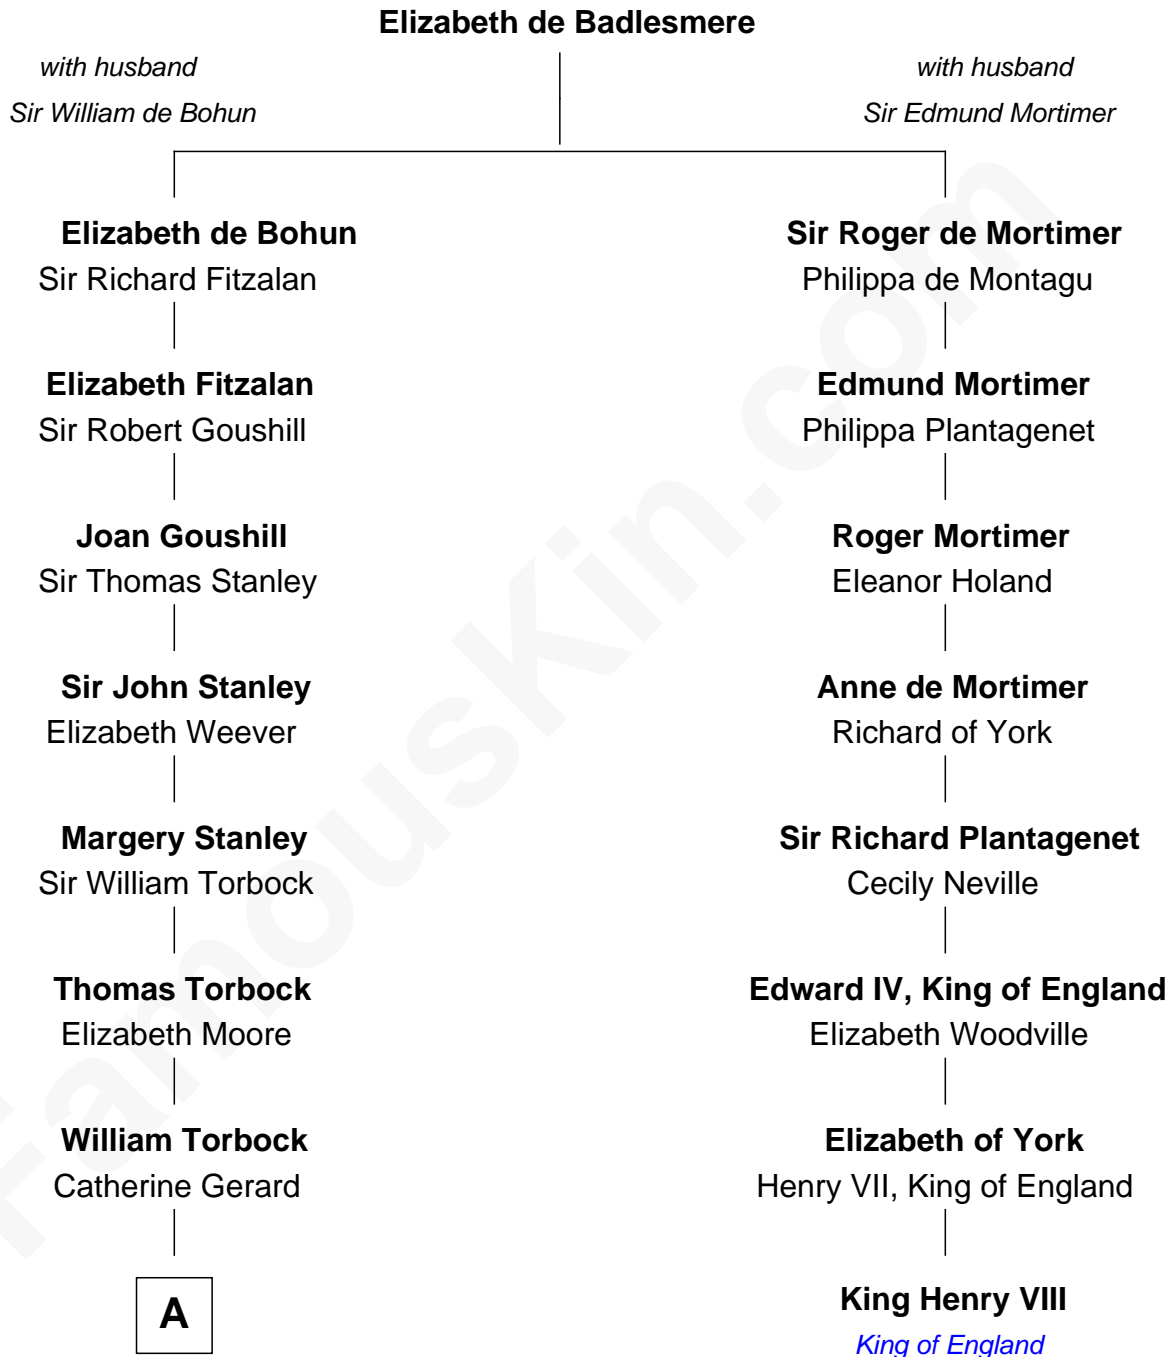 Elizabeth de Badlesmere
with husband
Sir William de Bohun
with husband
Sir Edmund Mortimer
Elizabeth de Bohun
Sir Richard Fitzalan
Elizabeth Fitzalan
Sir Robert Goushill
Joan Goushill
Sir Thomas Stanley
Sir John Stanley
Elizabeth Weever
Margery Stanley
Sir William Torbock
Thomas Torbock
Elizabeth Moore
William Torbock
Catherine Gerard
A
Sir Roger de Mortimer
Philippa de Montagu
Edmund Mortimer
Philippa Plantagenet
Roger Mortimer
Eleanor Holand
Anne de Mortimer
Richard of York
Sir Richard Plantagenet
Cecily Neville
Edward IV, King of England
Elizabeth Woodville
Elizabeth of York
Henry VII, King of England
King Henry VIII
King of England
FamousKin.com